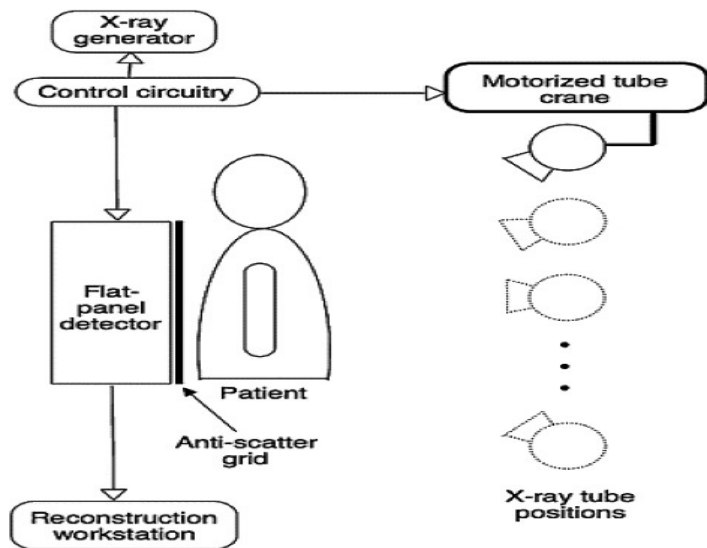 X-ray
generator
Control circuitry
Motorized tube
crane
Flat-
panel
detector
Patient
Anti-scatter
grid
X-ray tube
positions
Reconstruction
workstation